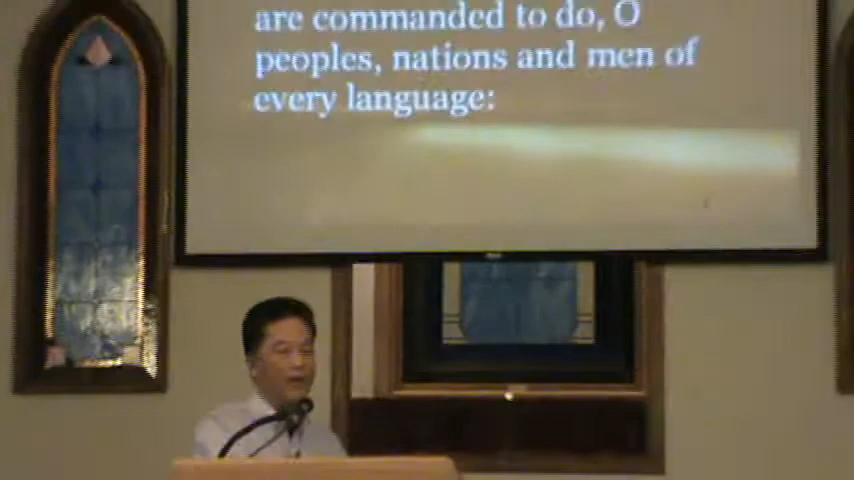 are commanded to do, O
peoples, nations and men of
every language: